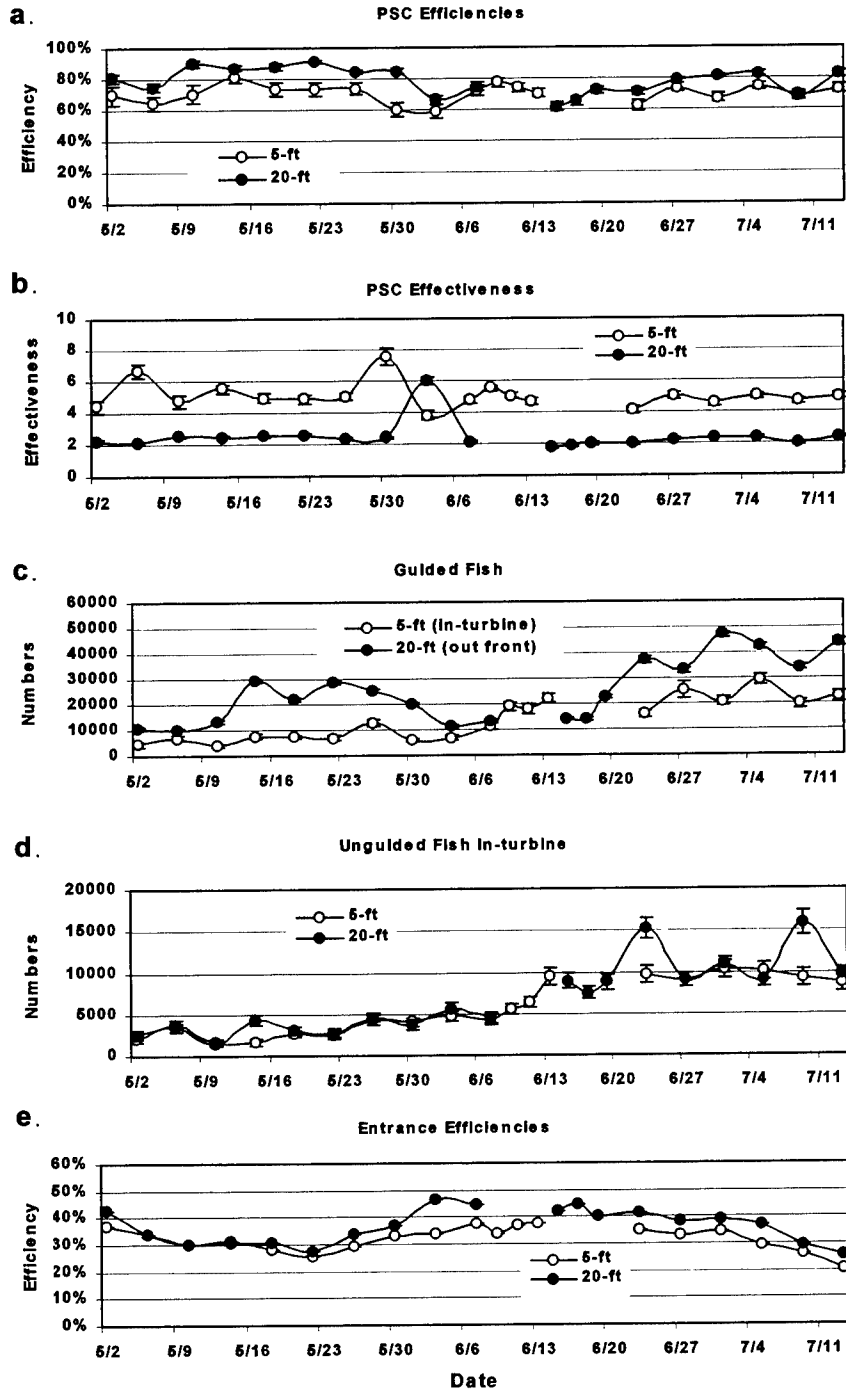 a.
PSC Efficiencies
100%
80%
60%
40%
20%
0%
Efficiency
5-ft
20-ft
5/2 5/9 5/16 5/23 5/30 6/6 6/13 6/20 6/27 7/4 7/11
b.
PSC Effectiveness
10
8
6
4
2
0
Effectiveness
5-ft
20-ft
5/2 5/9 5/16 5/23 5/30 6/6 6/13 6/20 6/27 7/4 7/11
c.
Guided Fish
60000
50000
40000
30000
20000
10000
0
Numbers
5-ft (in-turbine)
20-ft (out front)
5/2 5/9 5/16 5/23 5/30 6/6 6/13 6/20 6/27 7/4 7/11
d.
Unguided Fish In-turbine
20000
15000
10000
5000
0
Numbers
5-ft
20-ft
5/2 5/9 5/16 5/23 5/30 6/6 6/13 6/20 6/27 7/4 7/11
e.
Entrance Efficiencies
60%
50%
40%
30%
20%
10%
0%
Efficiency
5-ft
20-ft
5/2 5/9 5/16 5/23 5/30 6/6 6/13 6/20 6/27 7/4 7/11
Date